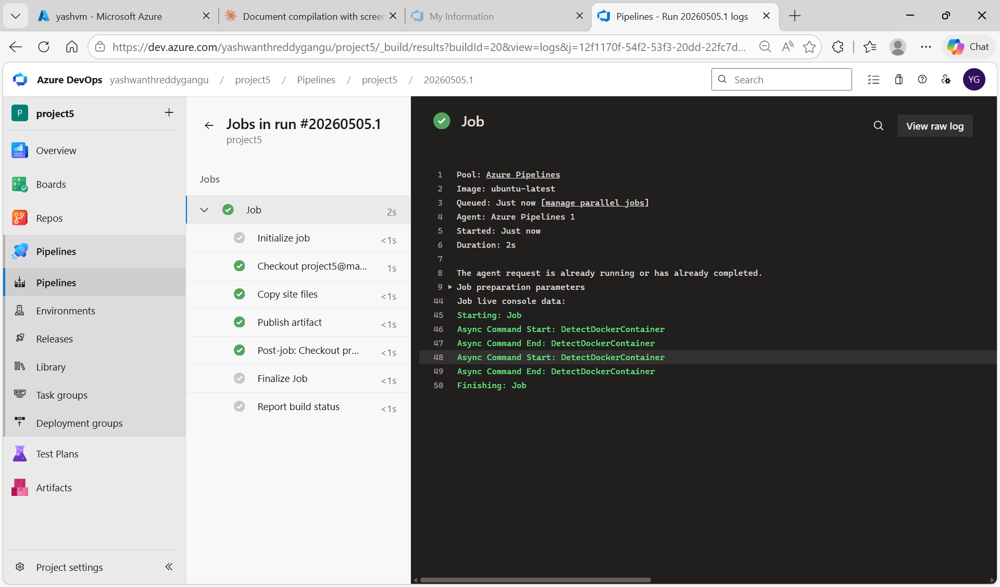 yashvm - Microsoft Azure
Document compilation with screen
My Information
Pipelines - Run 20260505.1 logs
https://dev.azure.com/yashwanthreddygangu/project5/_build/results?buildId=20&view=logs&j=12f1170f-54f2-53f3-20dd-22fc7d...
Chat
Azure DevOps yashwanthreddygangu / project5 / Pipelines / project5 / 20260505.1
Search
YG
P project5
Overview
Boards
Repos
Pipelines
Pipelines
Environments
Releases
Library
Task groups
Deployment groups
Test Plans
Artifacts
Project settings
Jobs in run #20260505.1
project5
Jobs
Job 2s
Initialize job <1s
Checkout project5@ma... 1s
Copy site files <1s
Publish artifact <1s
Post-job: Checkout pr... <1s
Finalize Job <1s
Report build status <1s
Job
View raw log
1 Pool: Azure Pipelines
2 Image: ubuntu-latest
3 Queued: Just now [manage parallel jobs]
4 Agent: Azure Pipelines 1
5 Started: Just now
6 Duration: 2s
7
8 The agent request is already running or has already completed.
9 Job preparation parameters
44 Job live console data:
45 Starting: Job
46 Async Command Start: DetectDockerContainer
47 Async Command End: DetectDockerContainer
48 Async Command Start: DetectDockerContainer
49 Async Command End: DetectDockerContainer
50 Finishing: Job